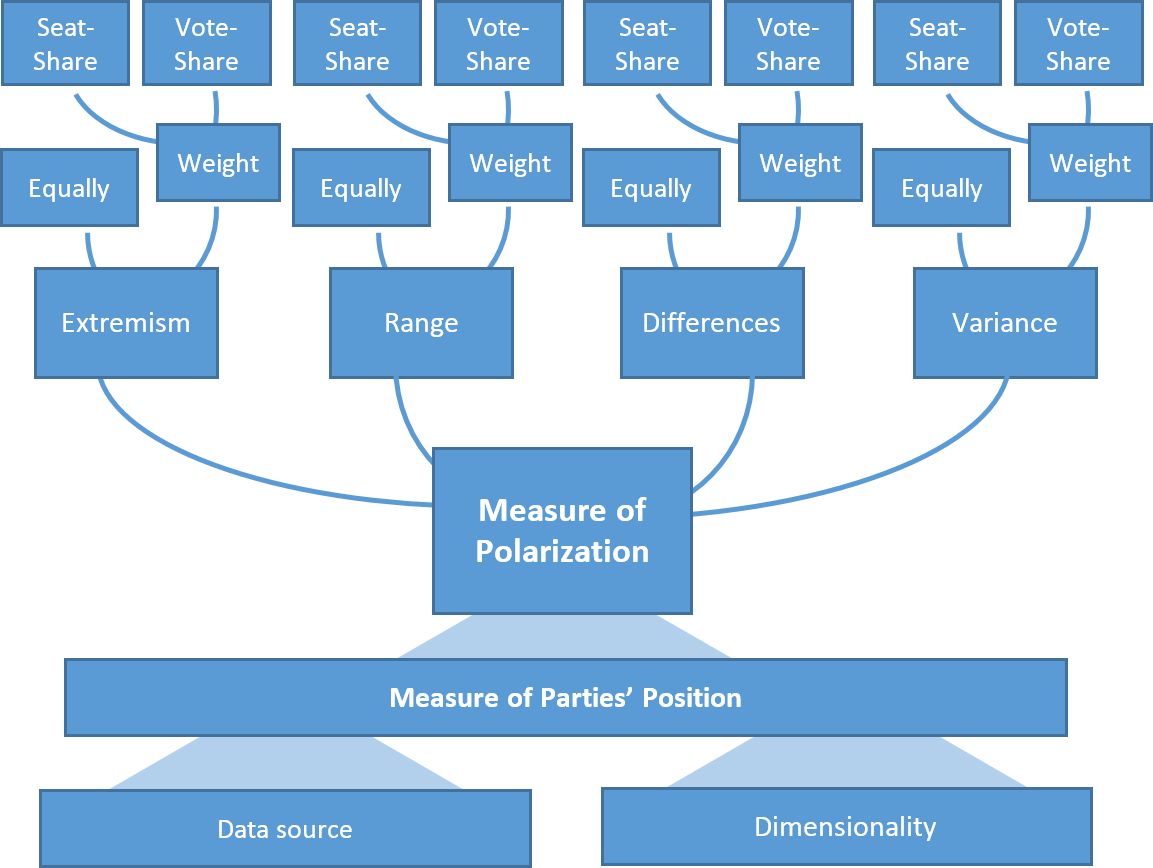 Seat-
Share
Vote-
Share
Seat-
Share
Vote-
Share
Seat-
Share
Vote-
Share
Seat-
Share
Vote-
Share
Equally
Weight
Equally
Weight
Equally
Weight
Equally
Weight
Extremism
Range
Differences
Variance
Measure of
Polarization
Measure of Parties’ Position
Data source
Dimensionality